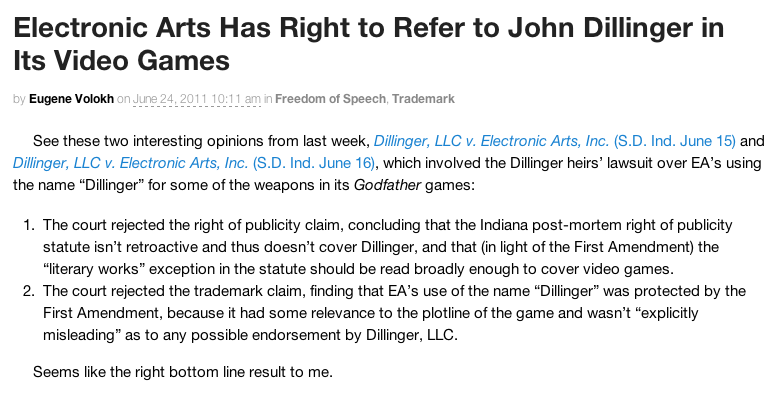 Electronic Arts Has Right to Refer to John Dillinger in
Its Video Games
by Eugene Volokh on June 24, 2011 10:11 am in Freedom of Speech, Trademark
See these two interesting opinions from last week, Dillinger, LLC v. Electronic Arts, Inc. (S.D. Ind. June 15) and
Dillinger, LLC v. Electronic Arts, Inc. (S.D. Ind. June 16), which involved the Dillinger heirs’ lawsuit over EA’s using
the name “Dillinger” for some of the weapons in its Godfather games:
1. The court rejected the right of publicity claim, concluding that the Indiana post-mortem right of publicity
statute isn’t retroactive and thus doesn’t cover Dillinger, and that (in light of the First Amendment) the
“literary works” exception in the statute should be read broadly enough to cover video games.
2. The court rejected the trademark claim, finding that EA’s use of the name “Dillinger” was protected by the
First Amendment, because it had some relevance to the plotline of the game and wasn’t “explicitly
misleading” as to any possible endorsement by Dillinger, LLC.
Seems like the right bottom line result to me.